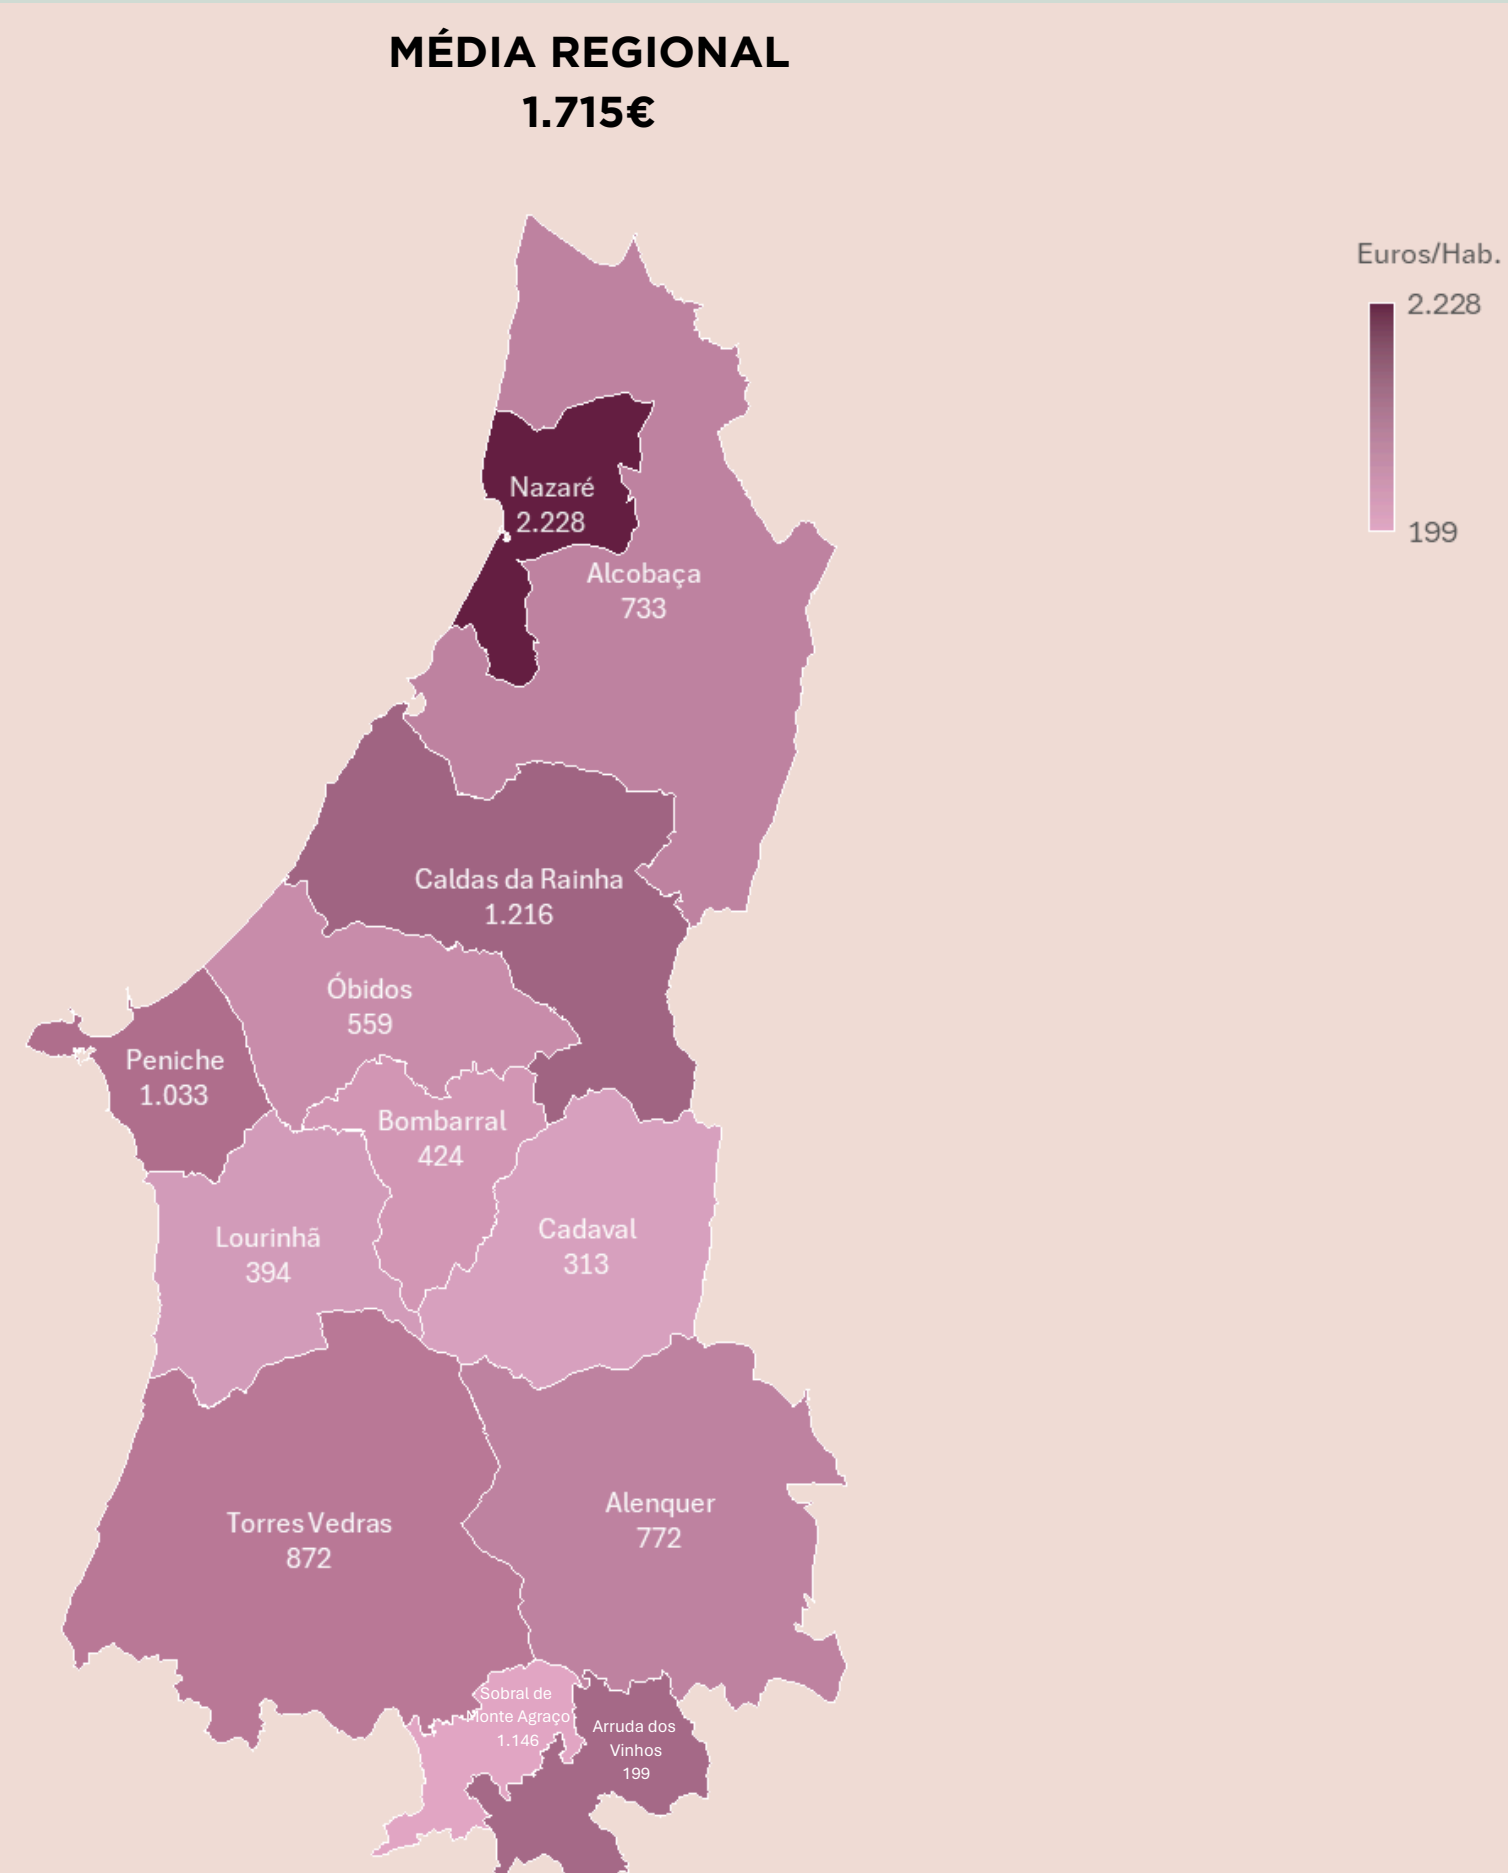 MÉDIA REGIONAL
1.715€
Euros/Hab.
2.228
199
Nazaré
2.228
Alcobaça
733
Caldas da Rainha
1.216
Óbidos
559
Peniche
1.033
Bombarral
424
Lourinhã
394
Cadaval
313
Torres Vedras
872
Alenquer
772
Sobral de
Monte Agraço
1.146
Arruda dos
Vinhos
199